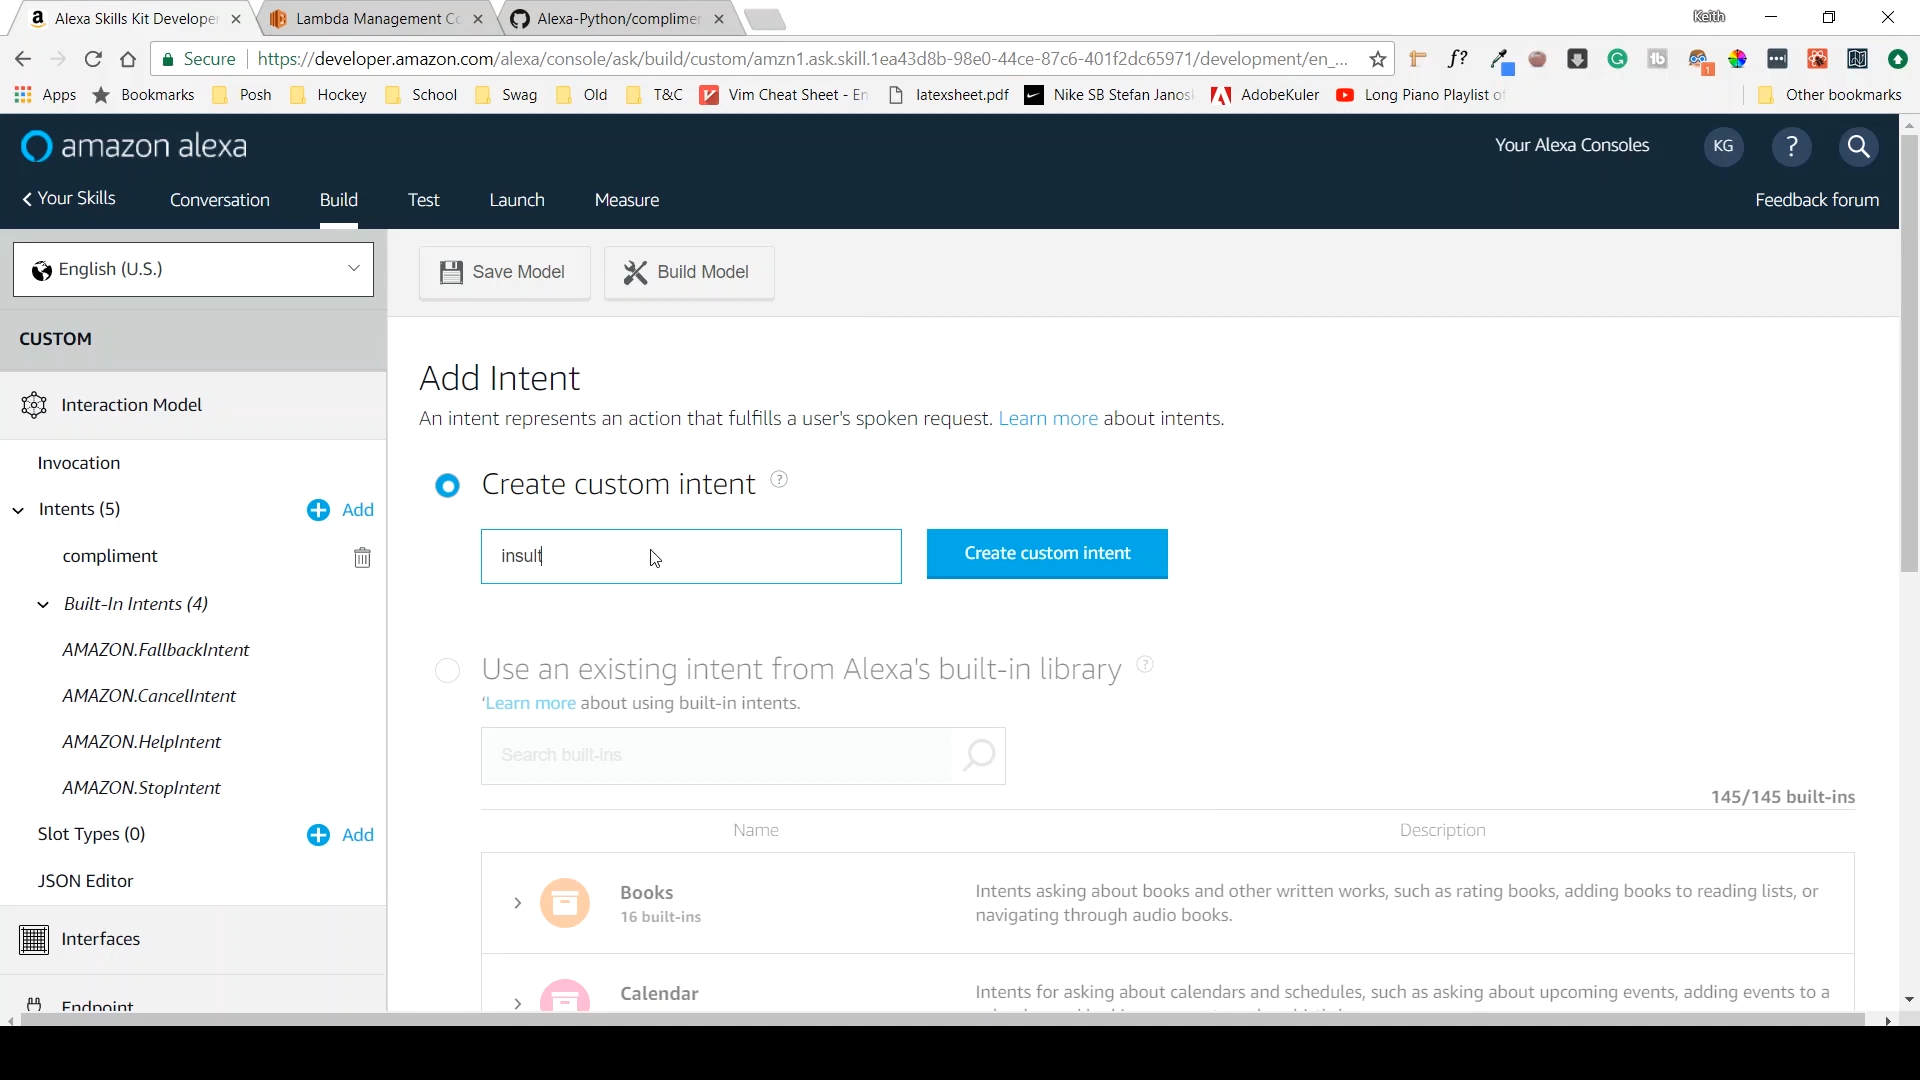 Alexa Skills Kit Developer
Lambda Management Co
Alexa-Python/complimen
Keith
Secure
https://developer.amazon.com/alexa/console/ask/build/custom/amzn1.ask.skill.1ea43d8b-98e0-44ce-87c6-401f2dc65971/development/en_...
Apps
Bookmarks
Posh
Hockey
School
Swag
Old
T&C
Vim Cheat Sheet - En
latexsheet.pdf
Nike SB Stefan Janosk
AdobeKuler
Long Piano Playlist of
Other bookmarks
amazon alexa
Your Alexa Consoles
KG
?
< Your Skills
Conversation
Build
Test
Launch
Measure
Feedback forum
English (U.S.)
Save Model
Build Model
CUSTOM
Add Intent
Interaction Model
An intent represents an action that fulfills a user's spoken request. Learn more about intents.
Invocation
Create custom intent ?
Intents (5)
Add
compliment
insult
Create custom intent
Built-In Intents (4)
AMAZON.FallbackIntent
Use an existing intent from Alexa's built-in library ?
AMAZON.CancelIntent
‘Learn more about using built-in intents.
AMAZON.HelpIntent
Search built-ins
AMAZON.StopIntent
145/145 built-ins
Slot Types (0)
Add
Name
Description
JSON Editor
Books
16 built-ins
Intents asking about books and other written works, such as rating books, adding books to reading lists, or
navigating through audio books.
Interfaces
Calendar
Intents for asking about calendars and schedules, such as asking about upcoming events, adding events to a
Endpoint